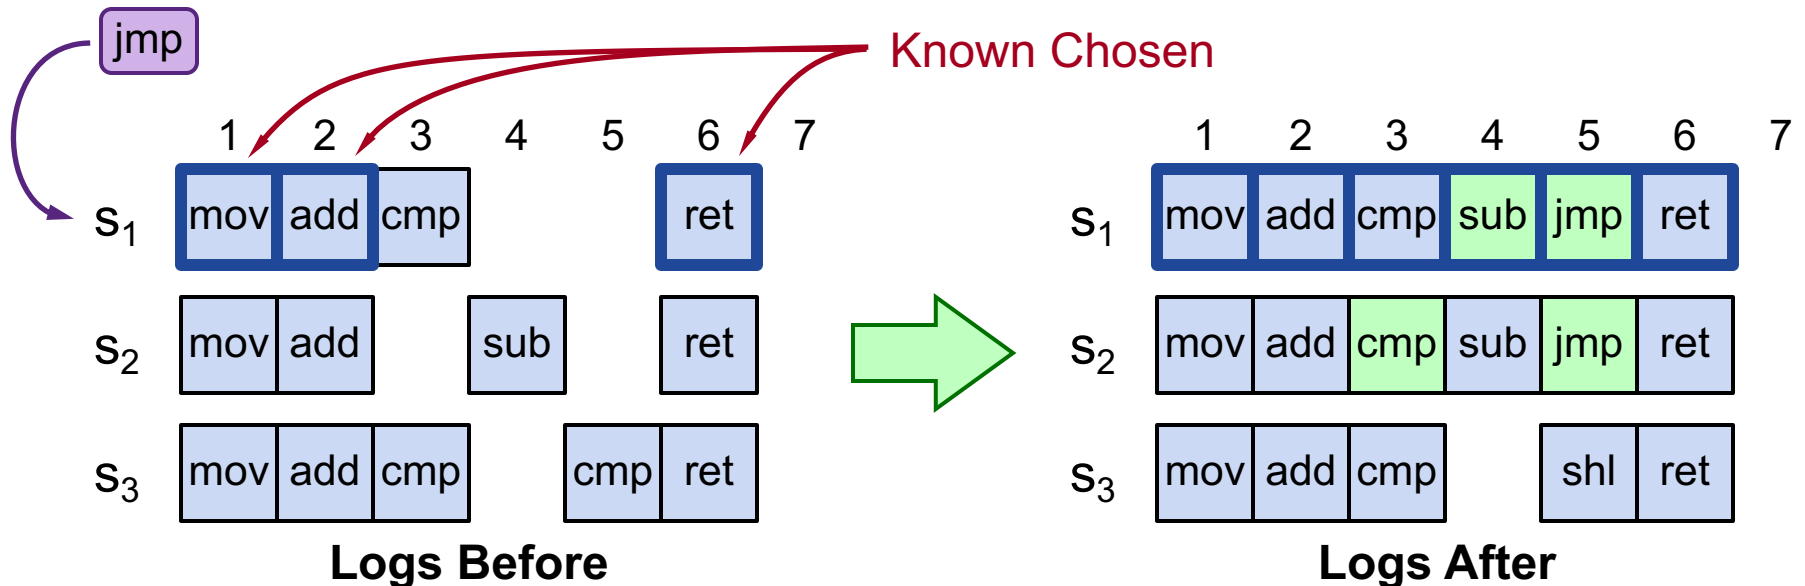 jmp
Known Chosen
1 2 3 4 5 6 7
s1 mov add cmp ret
s2 mov add sub ret
s3 mov add cmp cmp ret
Logs Before
1 2 3 4 5 6 7
s1 mov add cmp sub jmp ret
s2 mov add cmp sub jmp ret
s3 mov add cmp shl ret
Logs After